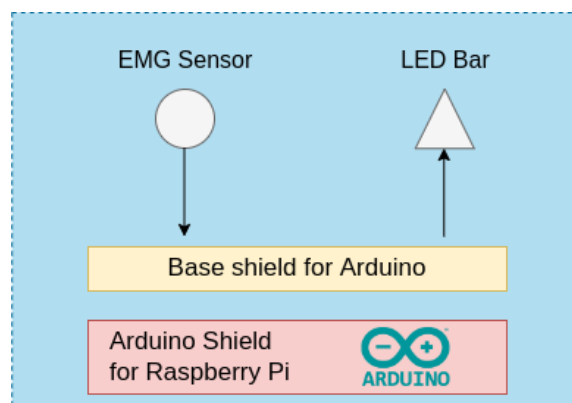 EMG Sensor
LED Bar
Base shield for Arduino
Arduino Shield
for Raspberry Pi
ARDUINO